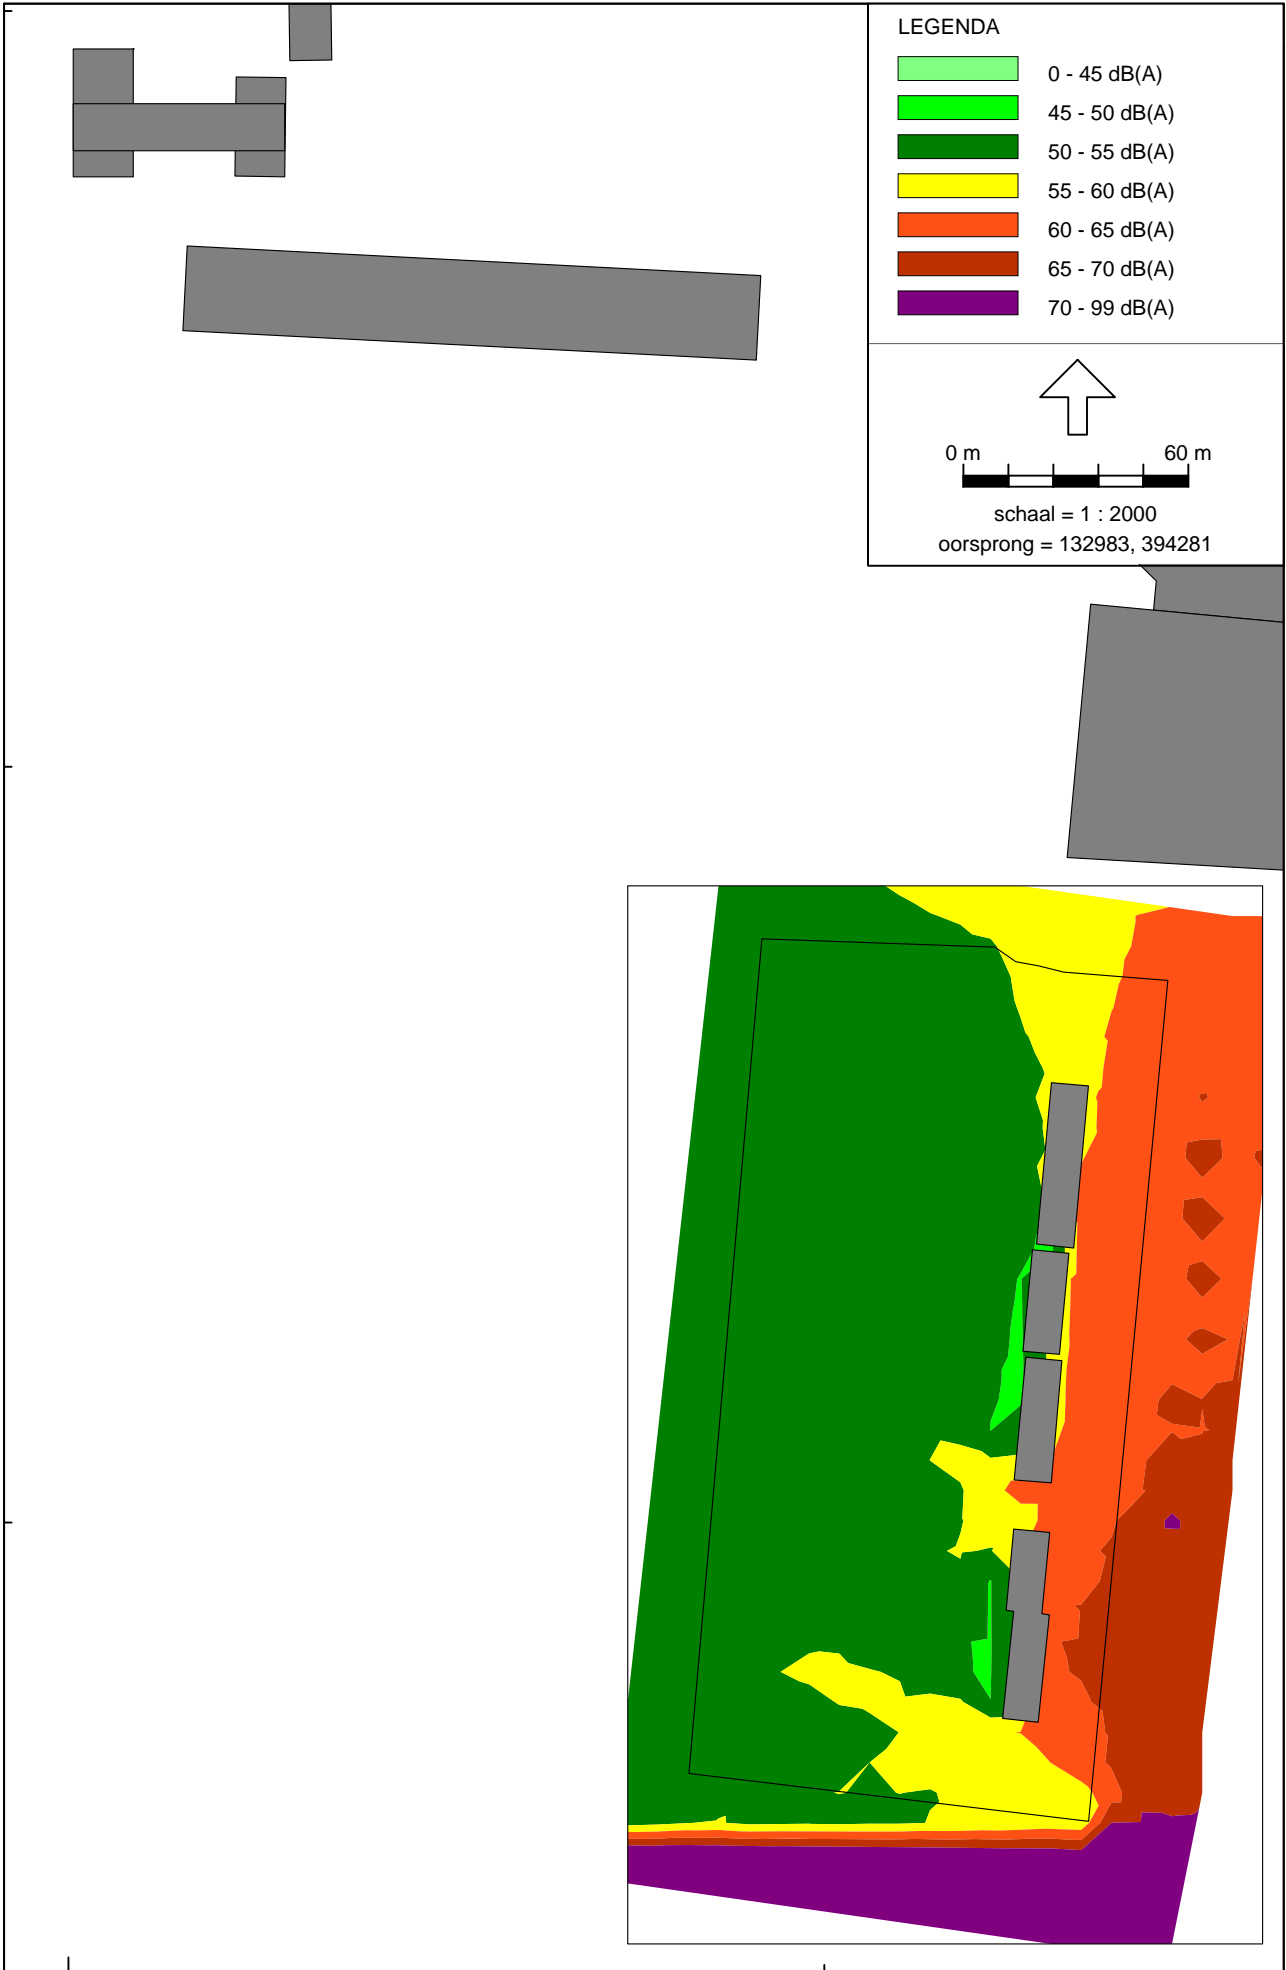 LEGENDA
0 - 45 dB(A)
45 - 50 dB(A)
50 - 55 dB(A)
55 - 60 dB(A)
60 - 65 dB(A)
65 - 70 dB(A)
70 - 99 dB(A)
0 m 60 m
schaal = 1 : 2000
oorsprong = 132983, 394281